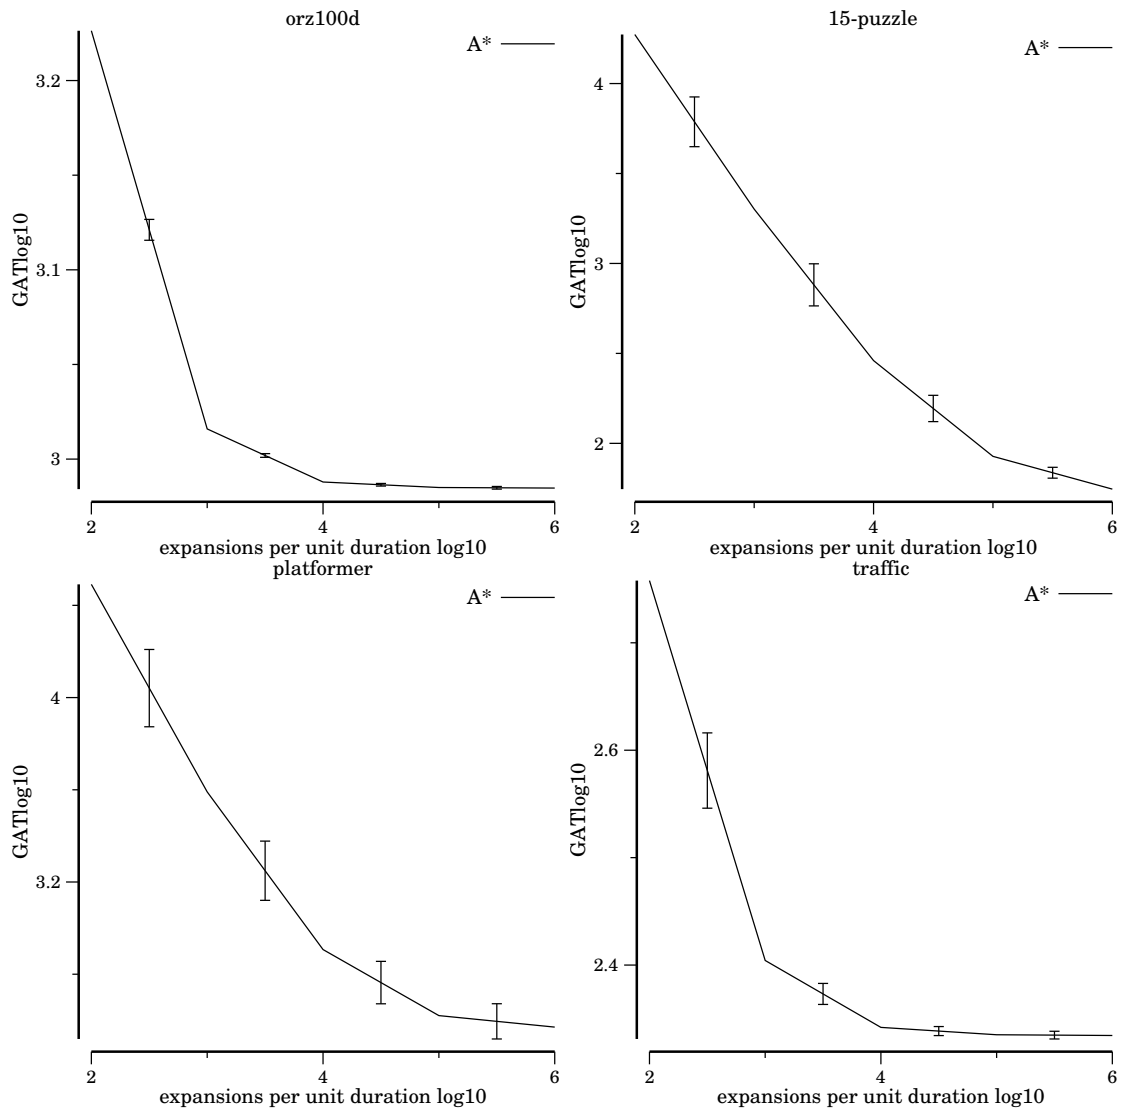 orz100d
A*
3.2
3.1
3
GATlog10
2
4
6
expansions per unit duration log10
15-puzzle
A*
4
3
2
GATlog10
2
4
6
expansions per unit duration log10
platformer
A*
4
3.2
GATlog10
2
4
6
expansions per unit duration log10
traffic
A*
2.6
2.4
GATlog10
2
4
6
expansions per unit duration log10